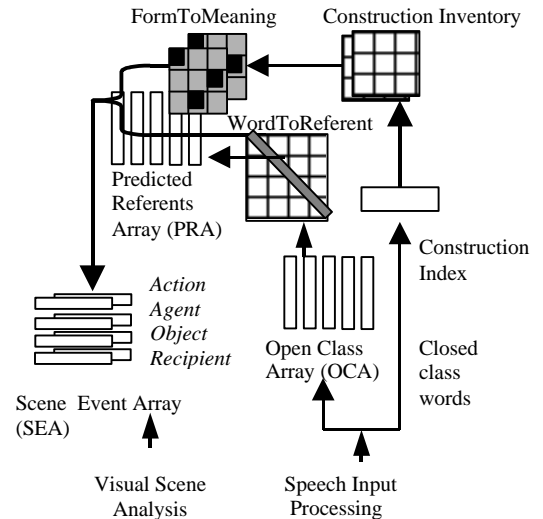 FormToMeaning
Construction Inventory
WordToReferent
Predicted
Referents
Array (PRA)
Construction
Index
Action
Agent
Object
Recipient
Open Class
Array (OCA)
Closed
class
words
Scene Event Array
(SEA)
Visual Scene
Analysis
Speech Input
Processing